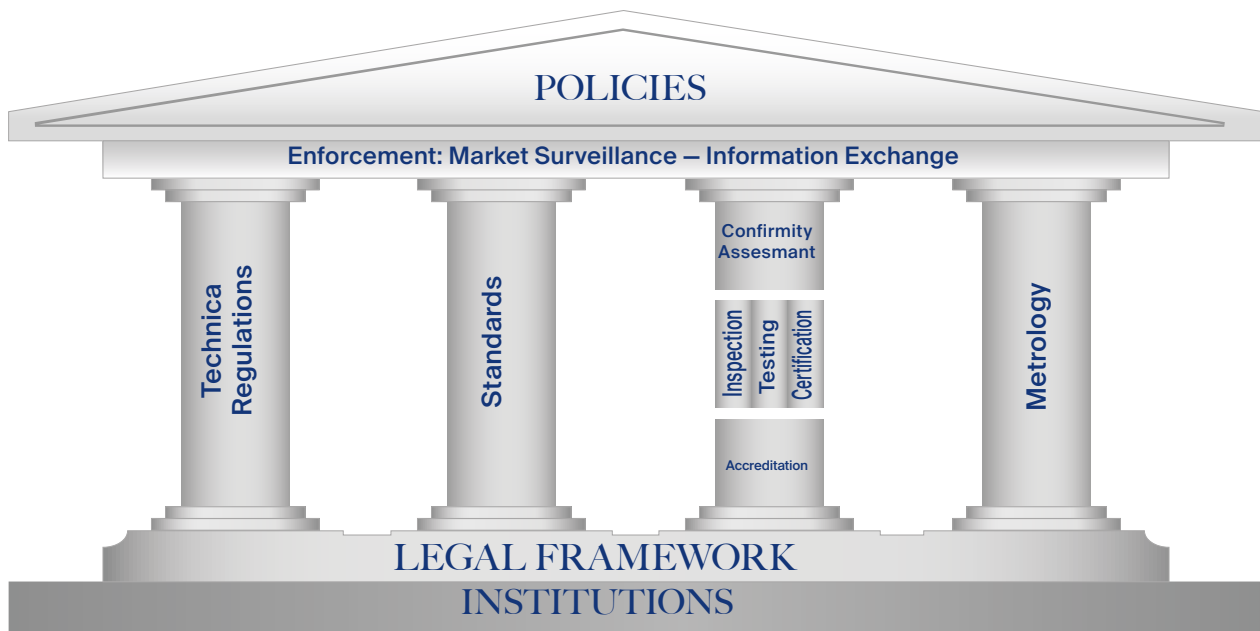 POLICIES
Enforcement: Market Surveillance – Information Exchange
Technica
Regulations
Standards
Confirmity
Assesmant
Inspection
Testing
Certification
Accreditation
Metrology
LEGAL FRAMEWORK
INSTITUTIONS